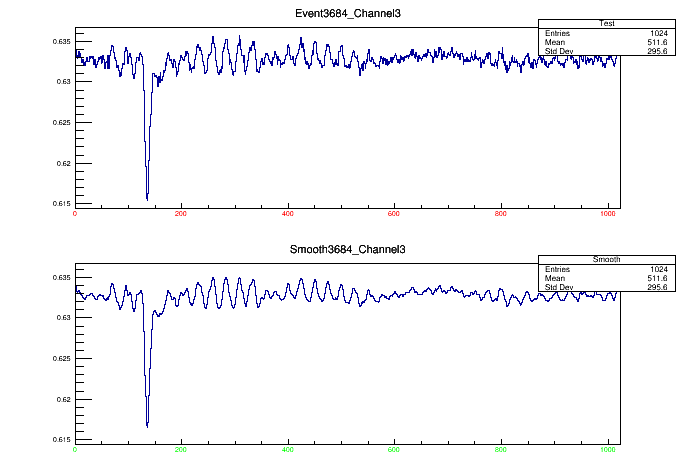 Event3684_Channel3
Test
Entries 1024
Mean 511.6
Std Dev 295.6
0.635
0.63
0.625
0.62
0.615
0 200 400 600 800 1000
Smooth3684_Channel3
Smooth
Entries 1024
Mean 511.6
Std Dev 295.6
0.635
0.63
0.625
0.62
0.615
0 200 400 600 800 1000